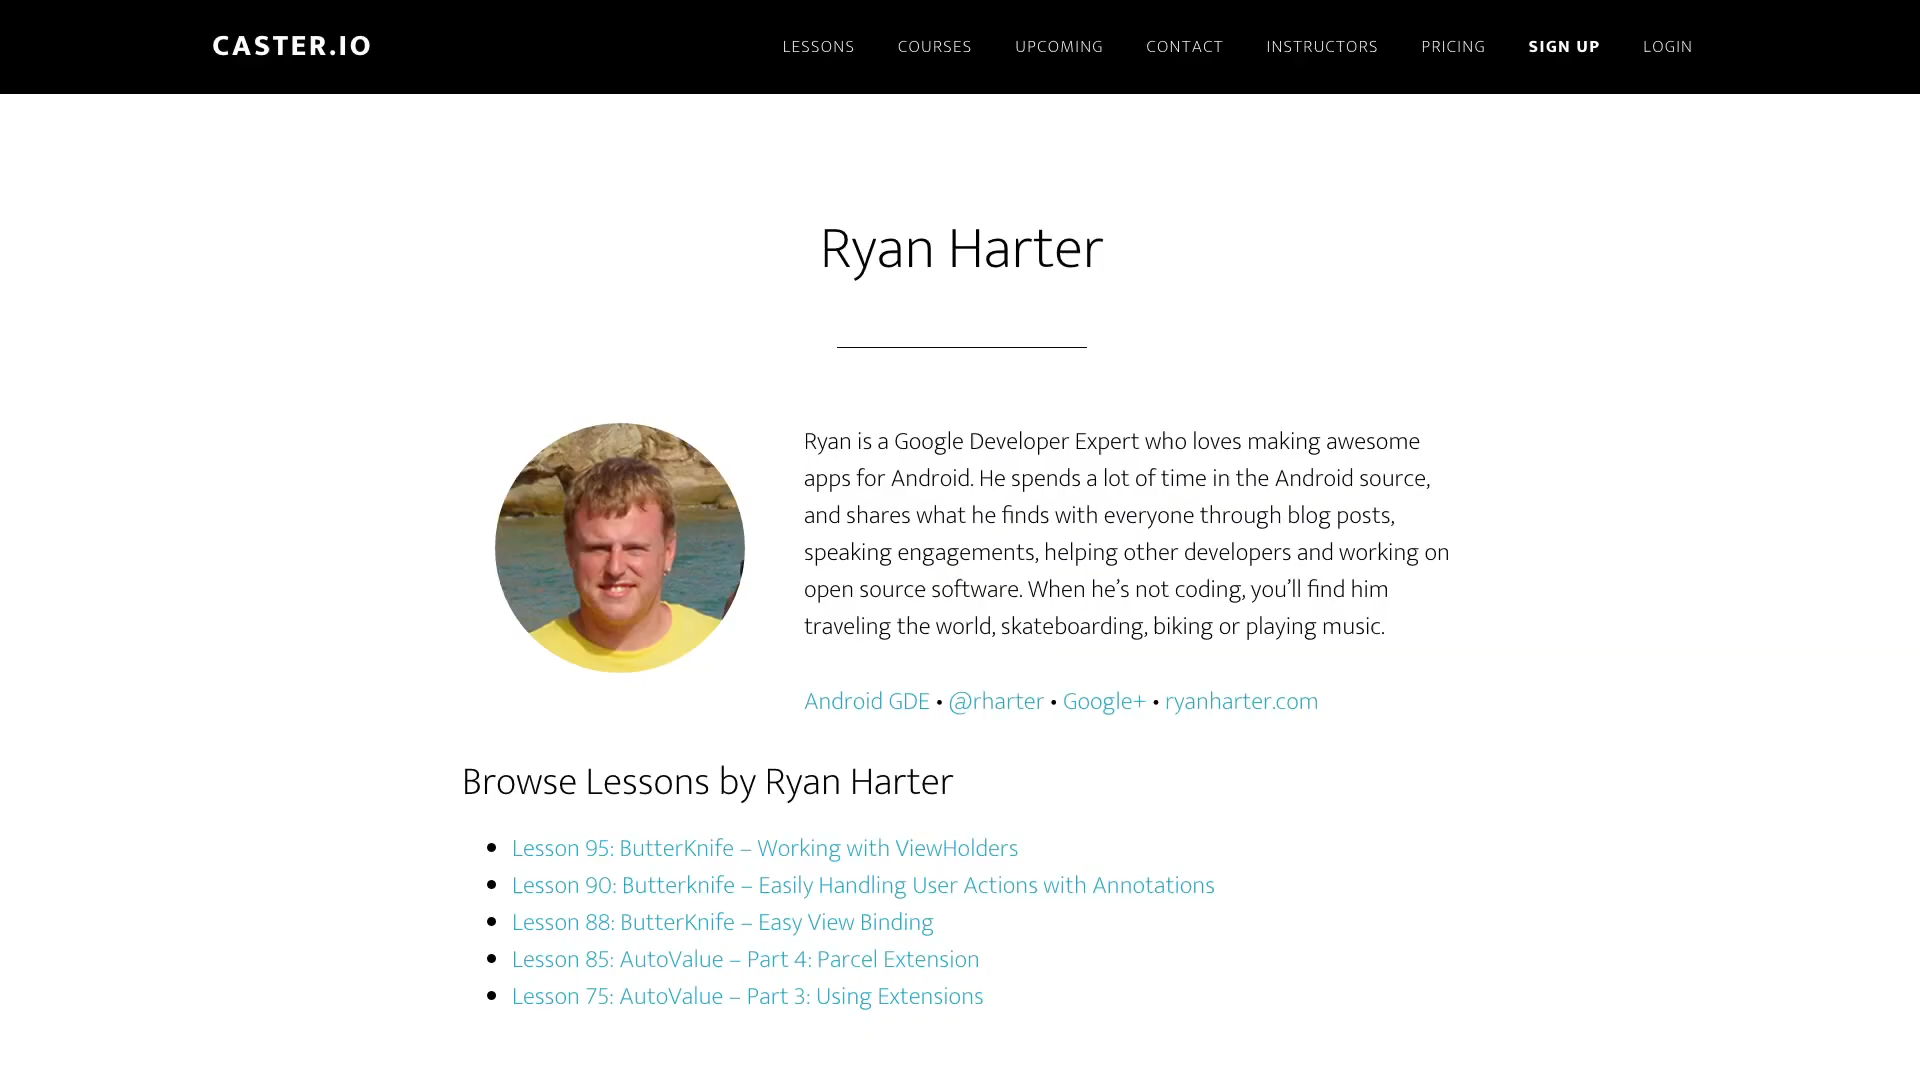 CASTER.IO
LESSONS COURSES UPCOMING CONTACT INSTRUCTORS PRICING SIGN UP LOGIN
Ryan Harter
Ryan is a Google Developer Expert who loves making awesome
apps for Android. He spends a lot of time in the Android source,
and shares what he finds with everyone through blog posts,
speaking engagements, helping other developers and working on
open source software. When he’s not coding, you’ll find him
traveling the world, skateboarding, biking or playing music.
Android GDE • @rharter • Google+ • ryanharter.com
Browse Lessons by Ryan Harter
• Lesson 95: ButterKnife – Working with ViewHolders
• Lesson 90: Butterknife – Easily Handling User Actions with Annotations
• Lesson 88: ButterKnife – Easy View Binding
• Lesson 85: AutoValue – Part 4: Parcel Extension
• Lesson 75: AutoValue – Part 3: Using Extensions